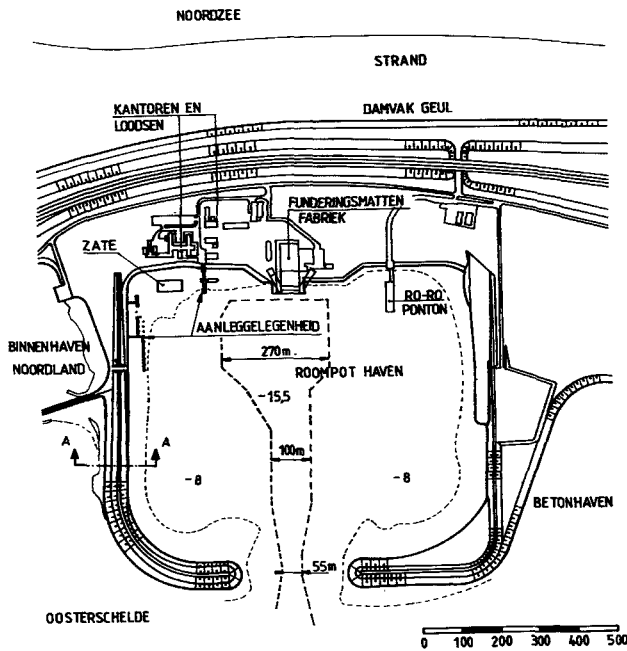 NOORDZEE
STRAND
KANTOREN EN
LOODSEN
DAMVAK GEUL
FUNDERINGSMATTEN
FABRIEK
ZATE
RO-RO
PONTON
AANLEGGELEGENHEID
BINNENHAVEN
NOORDLAND
270m.
ROOMPOT HAVEN
-15,5
A
A
100m
-8
-8
BETONHAVEN
55m
OOSTERSCHELDE
0 100 200 300 400 500